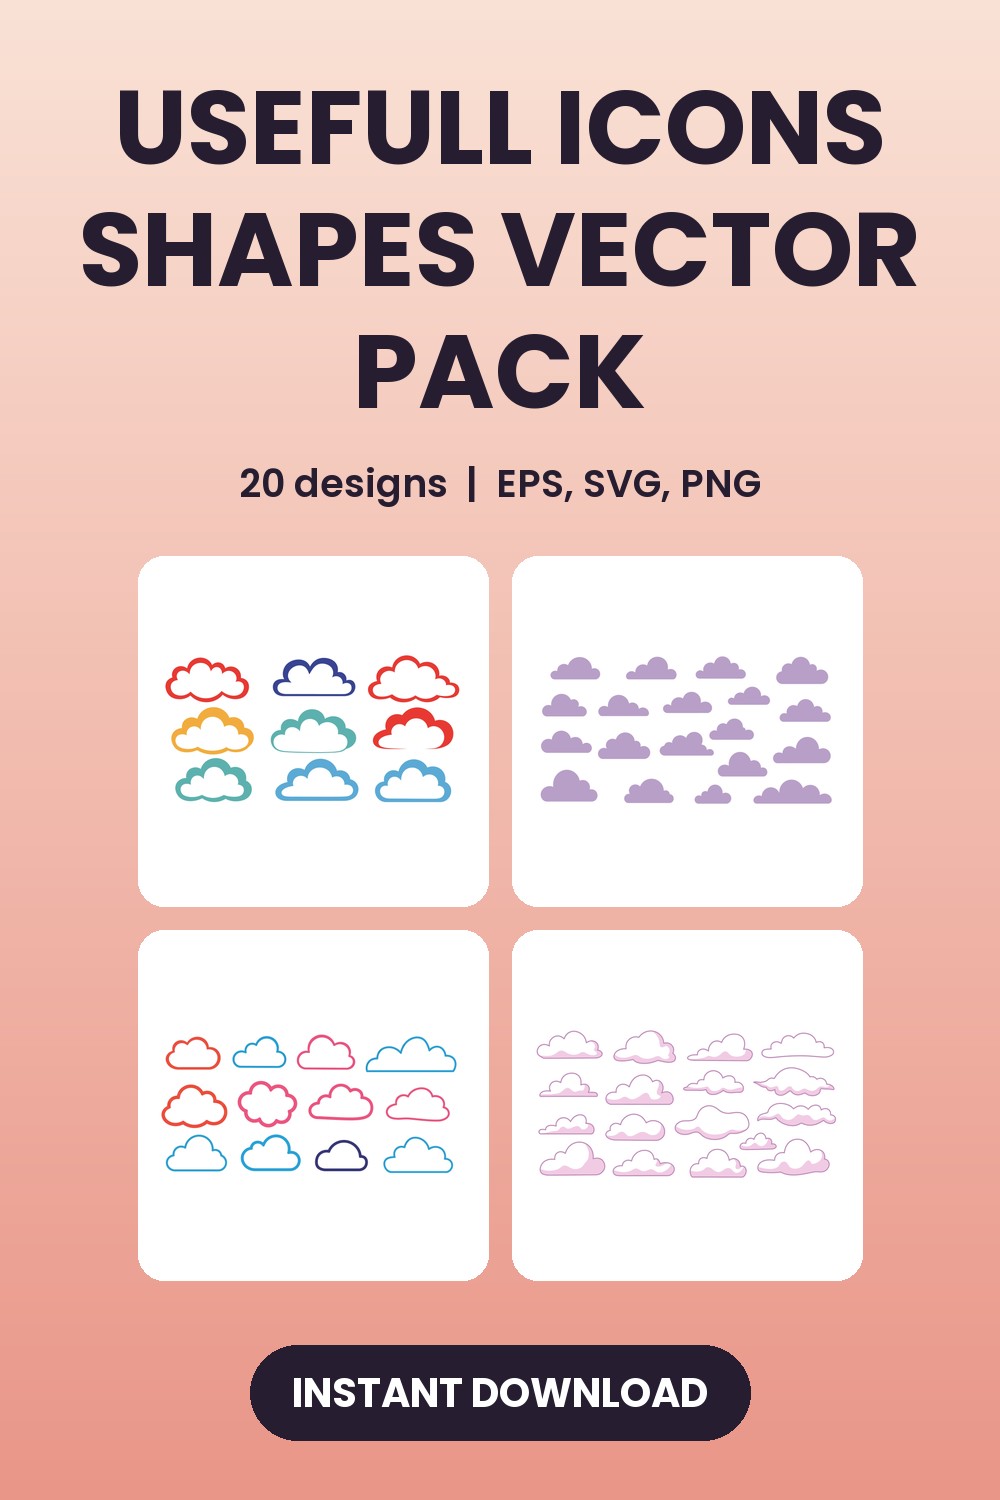 USEFULL ICONS
SHAPES VECTOR
PACK
20 designs | EPS, SVG, PNG
INSTANT DOWNLOAD